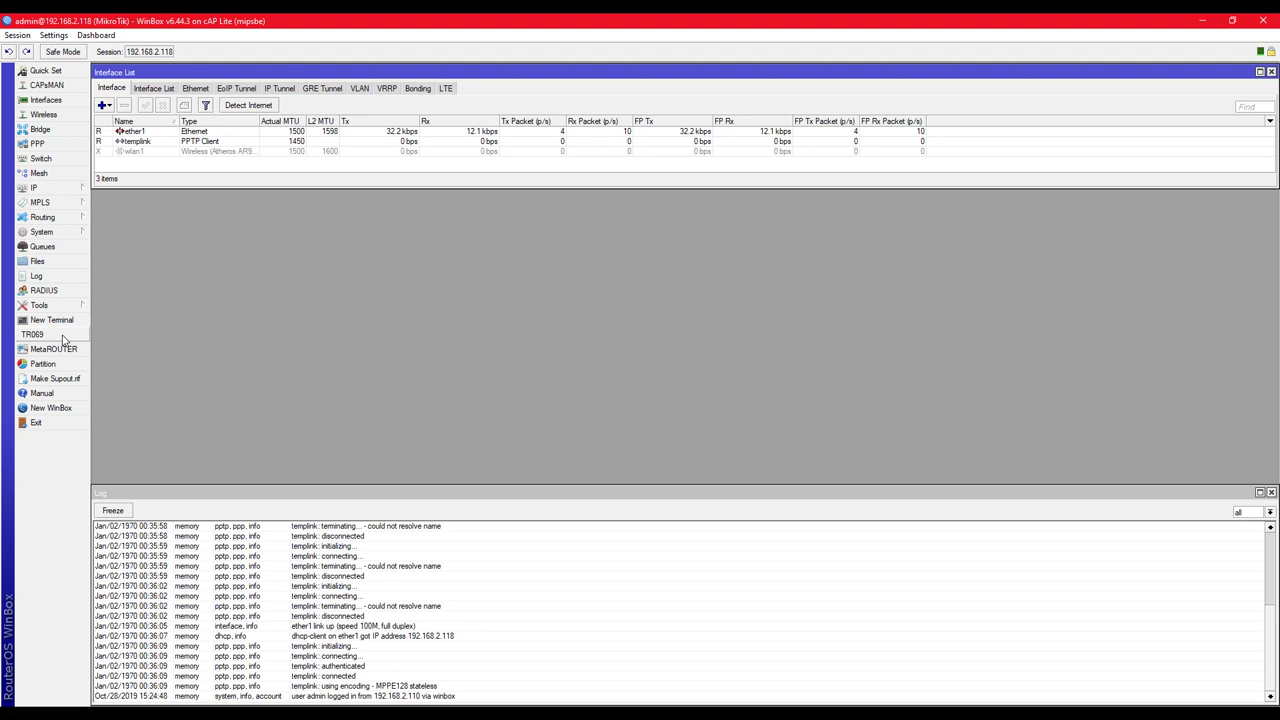 admin@192.168.2.118 (MikroTik) - WinBox v6.44.3 on cAP Lite (mipsbe)
Session Settings Dashboard
Safe Mode Session: 192.168.2.118
Quick Set
CAPsMAN
Interfaces
Wireless
Bridge
PPP
Switch
Mesh
IP
MPLS
Routing
System
Queues
Files
Log
RADIUS
Tools
New Terminal
TR069
MetaROUTER
Partition
Make Supout.rif
Manual
New WinBox
Exit
RouterOS WinBox
Interface List
Interface Interface List Ethernet EoIP Tunnel IP Tunnel GRE Tunnel VLAN VRRP Bonding LTE
Detect Internet Find
Name Type Actual MTU L2 MTU Tx Rx Tx Packet (p/s) Rx Packet (p/s) FP Tx FP Rx FP Tx Packet (p/s) FP Rx Packet (p/s)
R ether1 Ethernet 1500 1598 32.2 kbps 12.1 kbps 4 10 32.2 kbps 12.1 kbps 4 10
R templink PPTP Client 1450 0 bps 0 bps 0 0 0 bps 0 bps 0 0
X wlan1 Wireless (Atheros AR9... 1500 1600 0 bps 0 bps 0 0 0 bps 0 bps 0 0
3 items
Log
Freeze all
Jan/02/1970 00:35:58 memory pptp, ppp, info templink: terminating... - could not resolve name
Jan/02/1970 00:35:58 memory pptp, ppp, info templink: disconnected
Jan/02/1970 00:35:59 memory pptp, ppp, info templink: initializing...
Jan/02/1970 00:35:59 memory pptp, ppp, info templink: connecting...
Jan/02/1970 00:35:59 memory pptp, ppp, info templink: terminating... - could not resolve name
Jan/02/1970 00:35:59 memory pptp, ppp, info templink: disconnected
Jan/02/1970 00:36:02 memory pptp, ppp, info templink: initializing...
Jan/02/1970 00:36:02 memory pptp, ppp, info templink: connecting...
Jan/02/1970 00:36:02 memory pptp, ppp, info templink: terminating... - could not resolve name
Jan/02/1970 00:36:02 memory pptp, ppp, info templink: disconnected
Jan/02/1970 00:36:05 memory interface, info ether1 link up (speed 100M, full duplex)
Jan/02/1970 00:36:07 memory dhcp, info dhcp-client on ether1 got IP address 192.168.2.118
Jan/02/1970 00:36:09 memory pptp, ppp, info templink: initializing...
Jan/02/1970 00:36:09 memory pptp, ppp, info templink: connecting...
Jan/02/1970 00:36:09 memory pptp, ppp, info templink: authenticated
Jan/02/1970 00:36:09 memory pptp, ppp, info templink: connected
Jan/02/1970 00:36:09 memory pptp, ppp, info templink: using encoding - MPPE128 stateless
Oct/28/2019 15:24:48 memory system, info, account user admin logged in from 192.168.2.110 via winbox